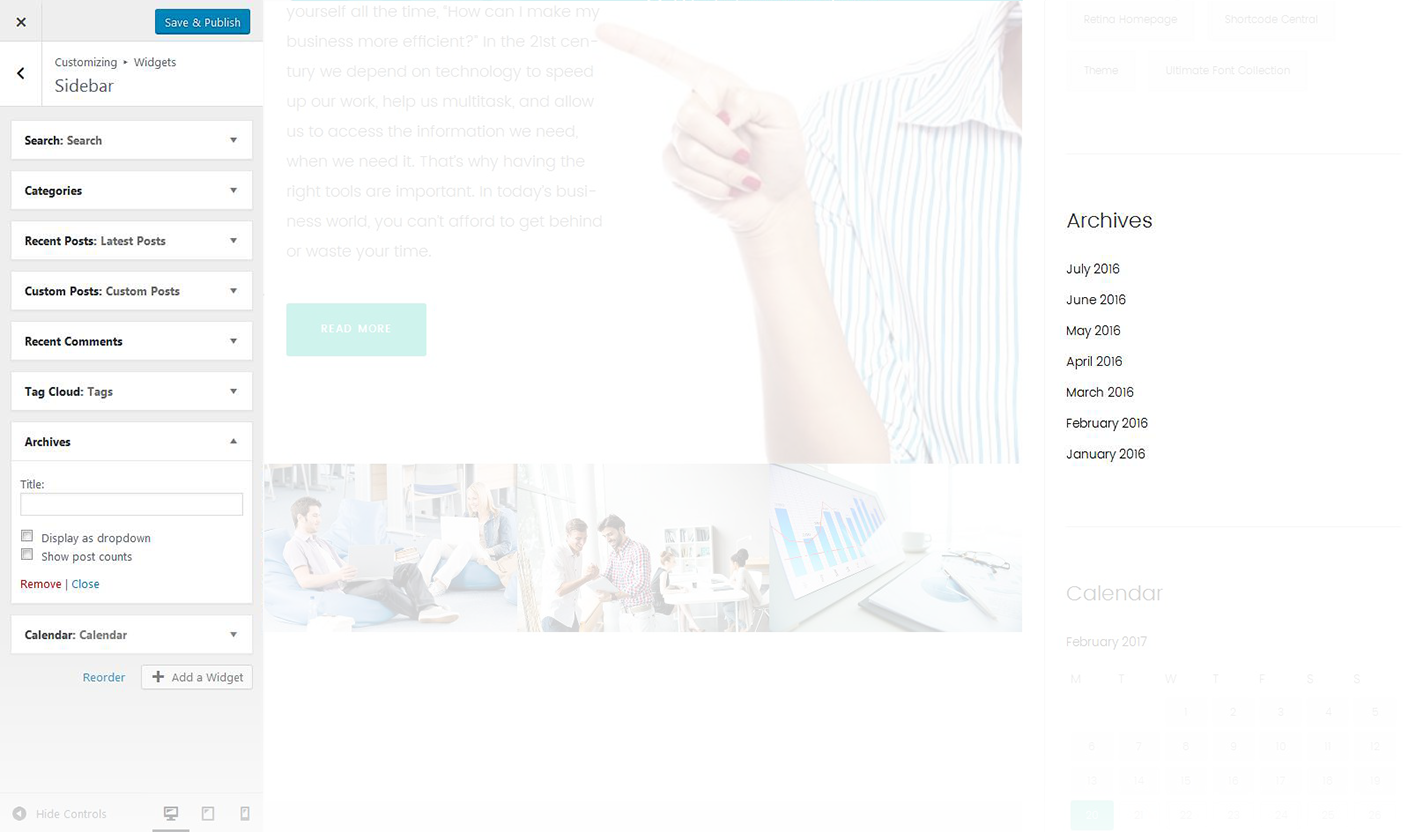 Save & Publish
Customizing ▸ Widgets
Sidebar
Search: Search
Categories
Recent Posts: Latest Posts
Custom Posts: Custom Posts
Recent Comments
Tag Cloud: Tags
Archives
Title:
Display as dropdown
Show post counts
Remove | Close
Calendar: Calendar
Reorder
Add a Widget
Hide Controls
yourself all the time, "How can I make my
business more efficient?" In the 21st cen-
tury we depend on technology to speed
up our work, help us multitask, and allow
us to access the information we need,
when we need it. That's why having the
right tools are important. In today's busi-
ness world, you can't afford to get behind
or waste your time.
READ MORE
Retina Homepage
Shortcode Central
Theme
Ultimate Font Collection
Archives
July 2016
June 2016
May 2016
April 2016
March 2016
February 2016
January 2016
Calendar
February 2017
M T W T F S S
1 2 3 4 5
6 7 8 9 10 11 12
13 14 15 16 17 18 19
20 21 22 23 24 25 26